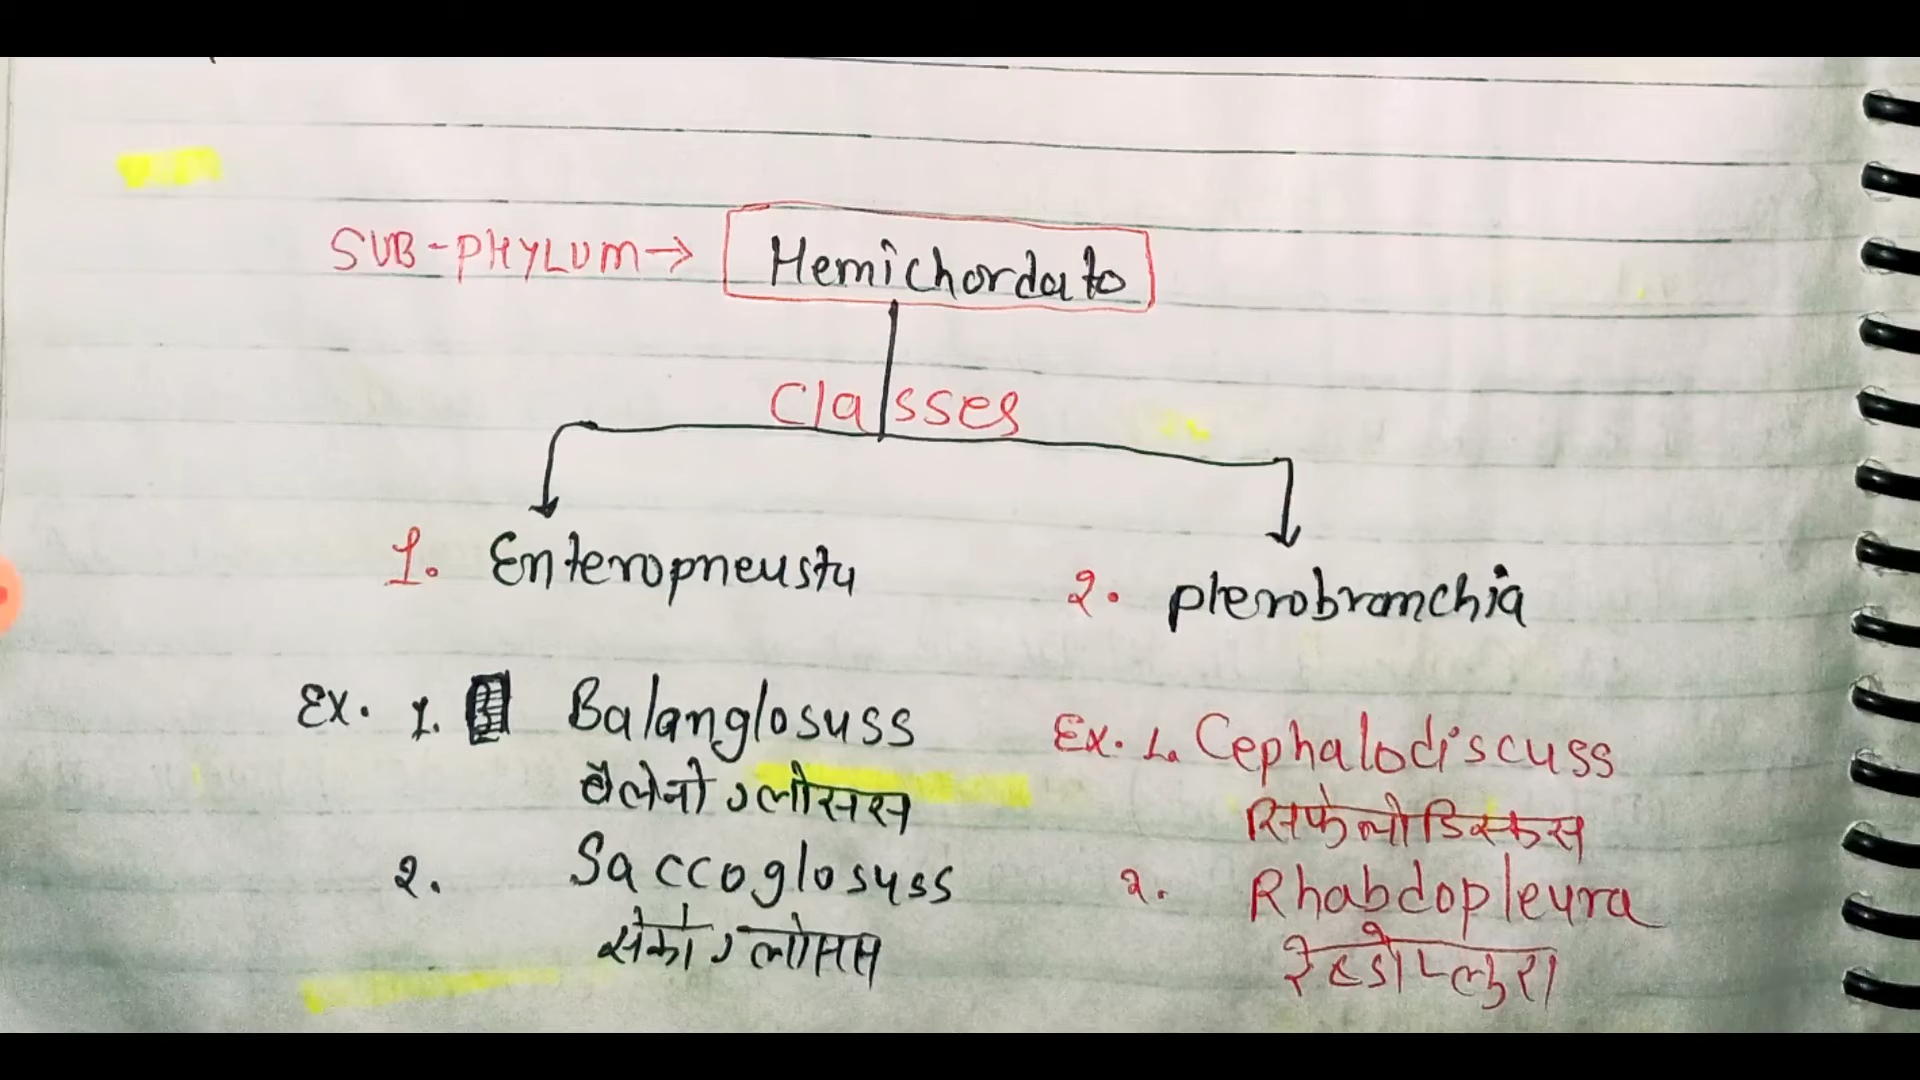 SUB-PHYLUM→ Hemichordata
Classes
1. Enteropneusta
2. pterobranchia
Ex. 1. Balanglosuss
बैलेनोग्लोसस
2. Saccoglosuss
सेकोग्लोसस
Ex. 1. Cephalodiscuss
सिफेलोडिस्कस
2. Rhabdopleura
रेब्डोप्लुरा